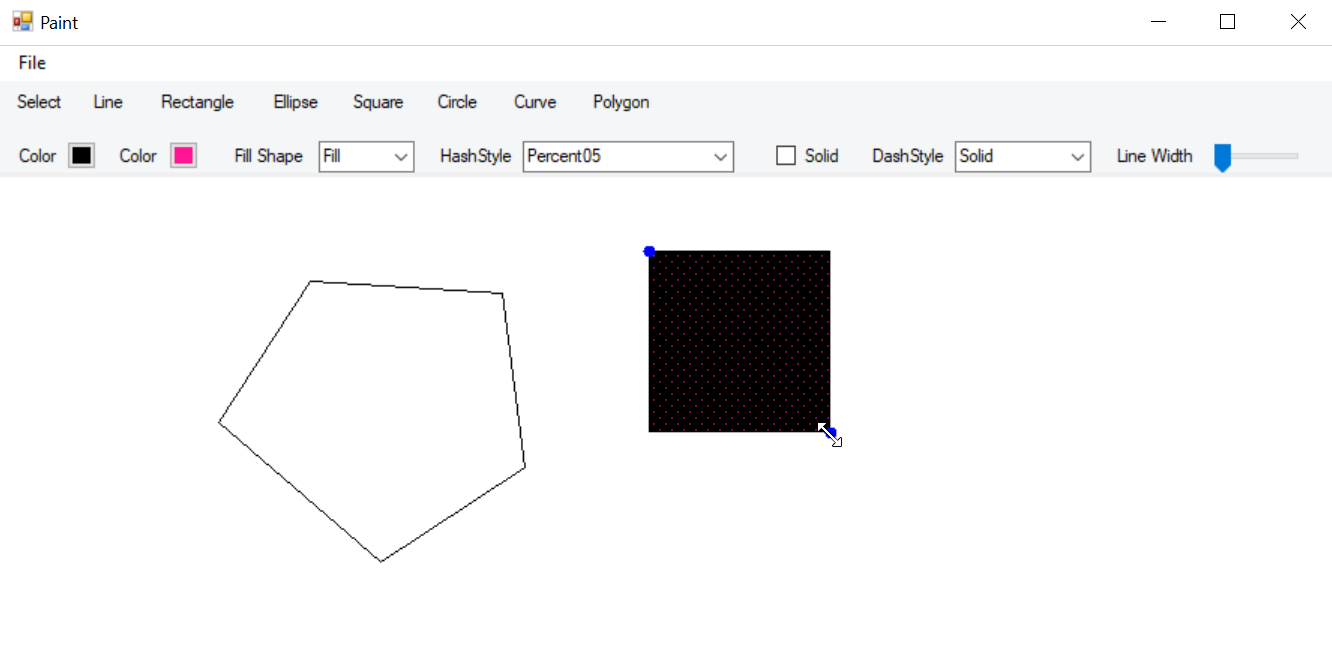 Paint
File
Select Line Rectangle Ellipse Square Circle Curve Polygon
Color Color Fill Shape Fill HashStyle Percent05 Solid DashStyle Solid Line Width